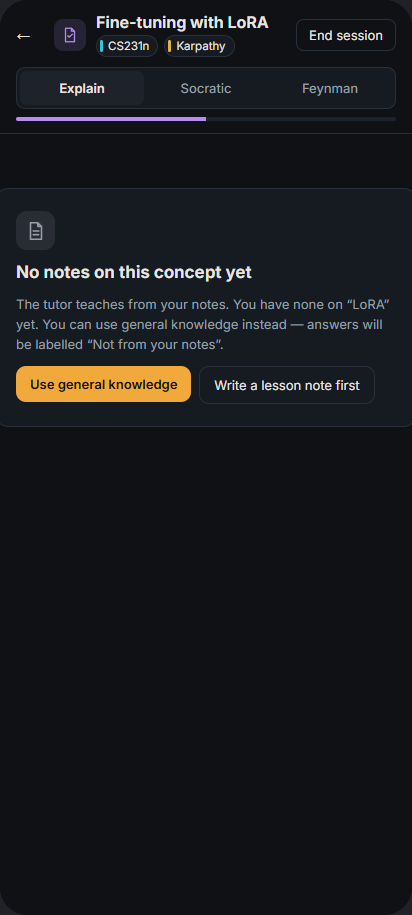 ←
Fine-tuning with LoRA
CS231n
Karpathy
End session
Explain
Socratic
Feynman
No notes on this concept yet
The tutor teaches from your notes. You have none on “LoRA”
yet. You can use general knowledge instead — answers will
be labelled “Not from your notes”.
Use general knowledge
Write a lesson note first